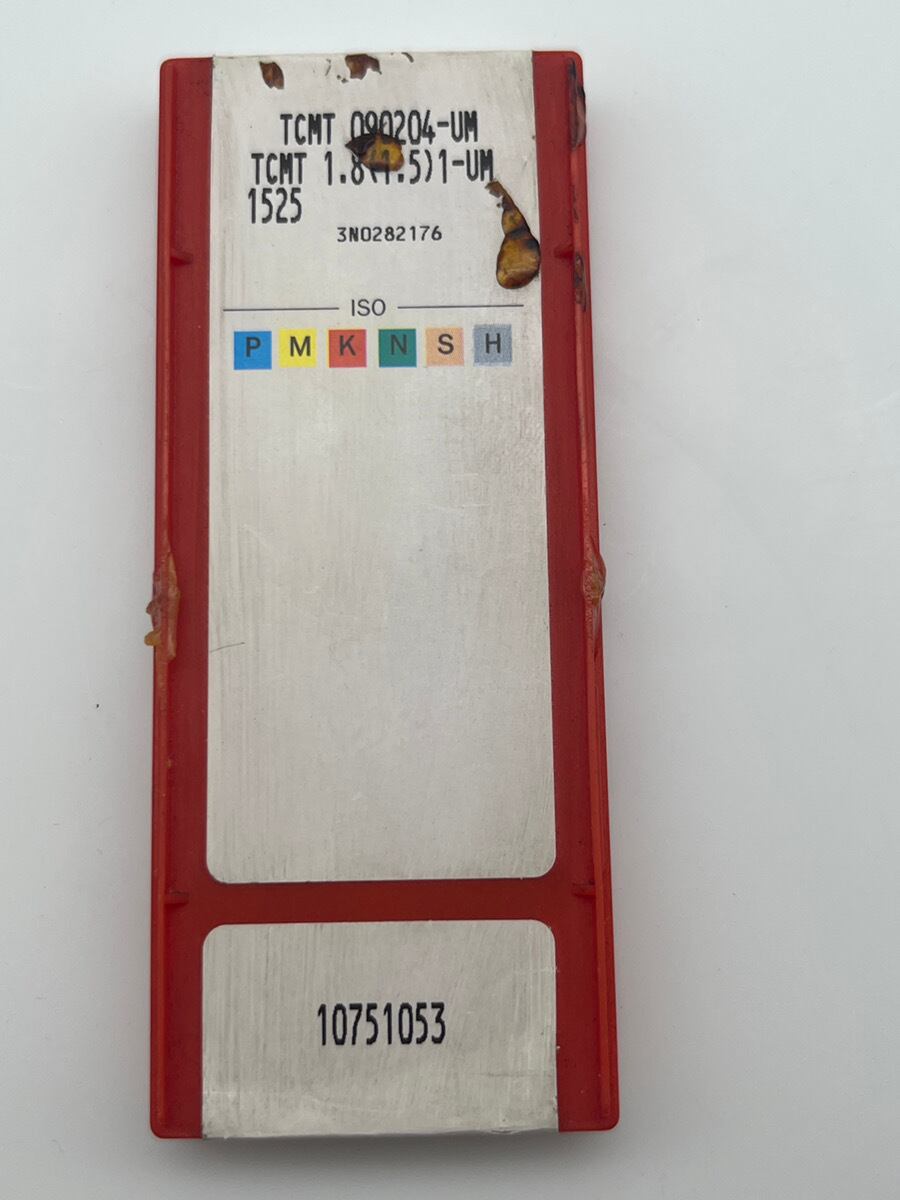 TCMT 090204-UM
TCMT 1.8(1.5)1-UM
1525
3N0282176
ISO
P M K N S H
10751053